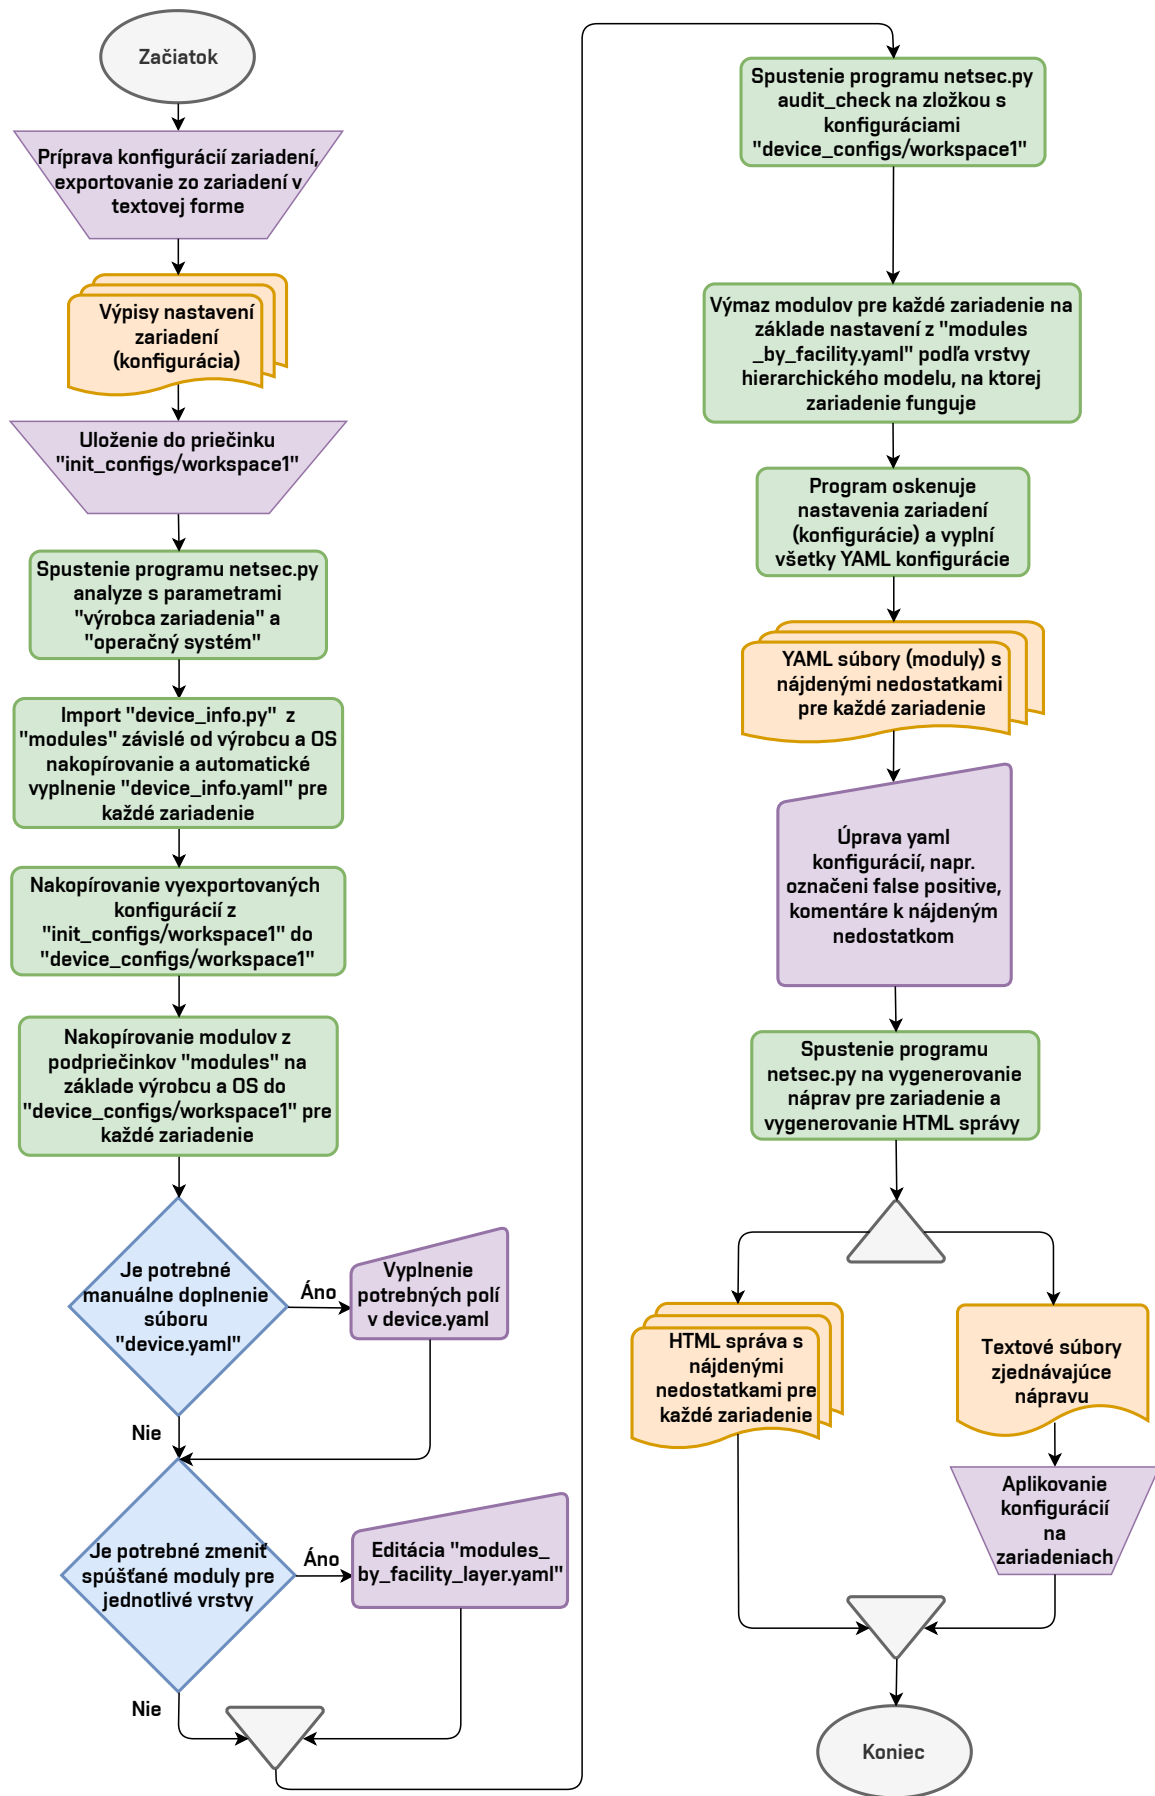 Začiatok
Príprava konfigurácií zariadení,
exportovanie zo zariadení v
textovej forme
Výpisy nastavení
zariadení
(konfigurácia)
Uloženie do priečinku
"init_configs/workspace1"
Spustenie programu netsec.py
analyze s parametrami
"výrobca zariadenia" a
"operačný systém"
Import "device_info.py" z
"modules" závislé od výrobcu a OS
nakopírovanie a automatické
vyplnenie "device_info.yaml" pre
každé zariadenie
Nakopírovanie vyexportovaných
konfigurácií z
"init_configs/workspace1" do
"device_configs/workspace1"
Nakopírovanie modulov z
podpriečinkov "modules" na
základe výrobcu a OS do
"device_configs/workspace1" pre
každé zariadenie
Je potrebné
manuálne doplnenie
súboru
"device.yaml"
Áno
Vyplnenie
potrebných polí
v device.yaml
Nie
Je potrebné zmeniť
spúšťané moduly pre
jednotlivé vrstvy
Áno
Editácia "modules_
by_facility_layer.yaml"
Nie
Spustenie programu netsec.py
audit_check na zložkou s
konfiguráciami
"device_configs/workspace1"
Výmaz modulov pre každé zariadenie na
základe nastavení z "modules
_by_facility.yaml" podľa vrstvy
hierarchického modelu, na ktorej
zariadenie funguje
Program oskenuje
nastavenia zariadení
(konfigurácie) a vyplní
všetky YAML konfigurácie
YAML súbory (moduly) s
nájdenými nedostatkami
pre každé zariadenie
Úprava yaml
konfigurácií, napr.
označeni false positive,
komentáre k nájdeným
nedostatkom
Spustenie programu
netsec.py na vygenerovanie
náprav pre zariadenie a
vygenerovanie HTML správy
HTML správa s
nájdenými
nedostatkami pre
každé zariadenie
Textové súbory
zjednávajúce
nápravu
Aplikovanie
konfigurácií
na
zariadeniach
Koniec